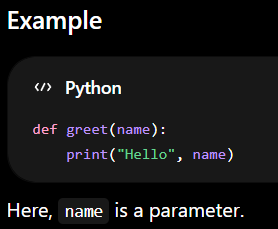 Example
</> Python
def greet(name):
    print("Hello", name)
Here, name is a parameter.